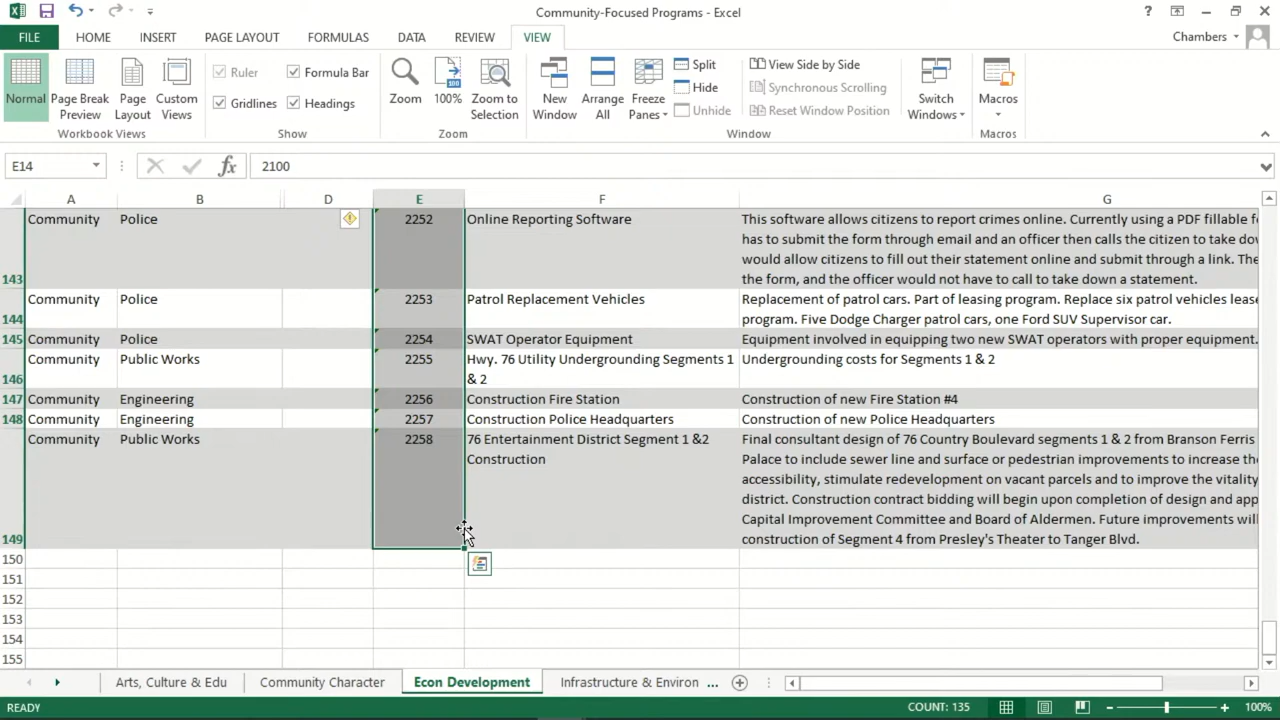 Community-Focused Programs - Excel
?
FILE HOME INSERT PAGE LAYOUT FORMULAS DATA REVIEW VIEW Chambers
Normal
Page Break Preview
Page Layout
Custom Views
Workbook Views
Ruler
Formula Bar
Gridlines
Headings
Show
Zoom
100%
Zoom to Selection
Zoom
New Window
Arrange All
Freeze Panes
Split
Hide
Unhide
View Side by Side
Synchronous Scrolling
Reset Window Position
Window
Switch Windows
Macros
Macros
E14 fx 2100
A B D E F G
143 Community Police 2252 Online Reporting Software This software allows citizens to report crimes online. Currently using a PDF fillable
has to submit the form through email and an officer then calls the citizen to take
would allow citizens to fill out their statement online and submit through a link.
the form, and the officer would not have to call to take down a statement.
144 Community Police 2253 Patrol Replacement Vehicles Replacement of patrol cars. Part of leasing program. Replace six patrol vehicles
program. Five Dodge Charger patrol cars, one Ford SUV Supervisor car.
145 Community Police 2254 SWAT Operator Equipment Equipment involved in equipping two new SWAT operators with proper equipment.
146 Community Public Works 2255 Hwy. 76 Utility Undergrounding Segments 1 Undergrounding costs for Segments 1 & 2
& 2
147 Community Engineering 2256 Construction Fire Station Construction of new Fire Station #4
148 Community Engineering 2257 Construction Police Headquarters Construction of new Police Headquarters
149 Community Public Works 2258 76 Entertainment District Segment 1 &2 Final consultant design of 76 Country Boulevard segments 1 & 2 from Branson Ferris
Construction Palace to include sewer line and surface or pedestrian improvements to increase the
accessibility, stimulate redevelopment on vacant parcels and to improve the vitality
district. Construction contract bidding will begin upon completion of design and
Capital Improvement Committee and Board of Aldermen. Future improvements
construction of Segment 4 from Presley's Theater to Tanger Blvd.
150
151
152
153
154
155
Arts, Culture & Edu Community Character Econ Development Infrastructure & Environ ...
READY COUNT: 135 100%